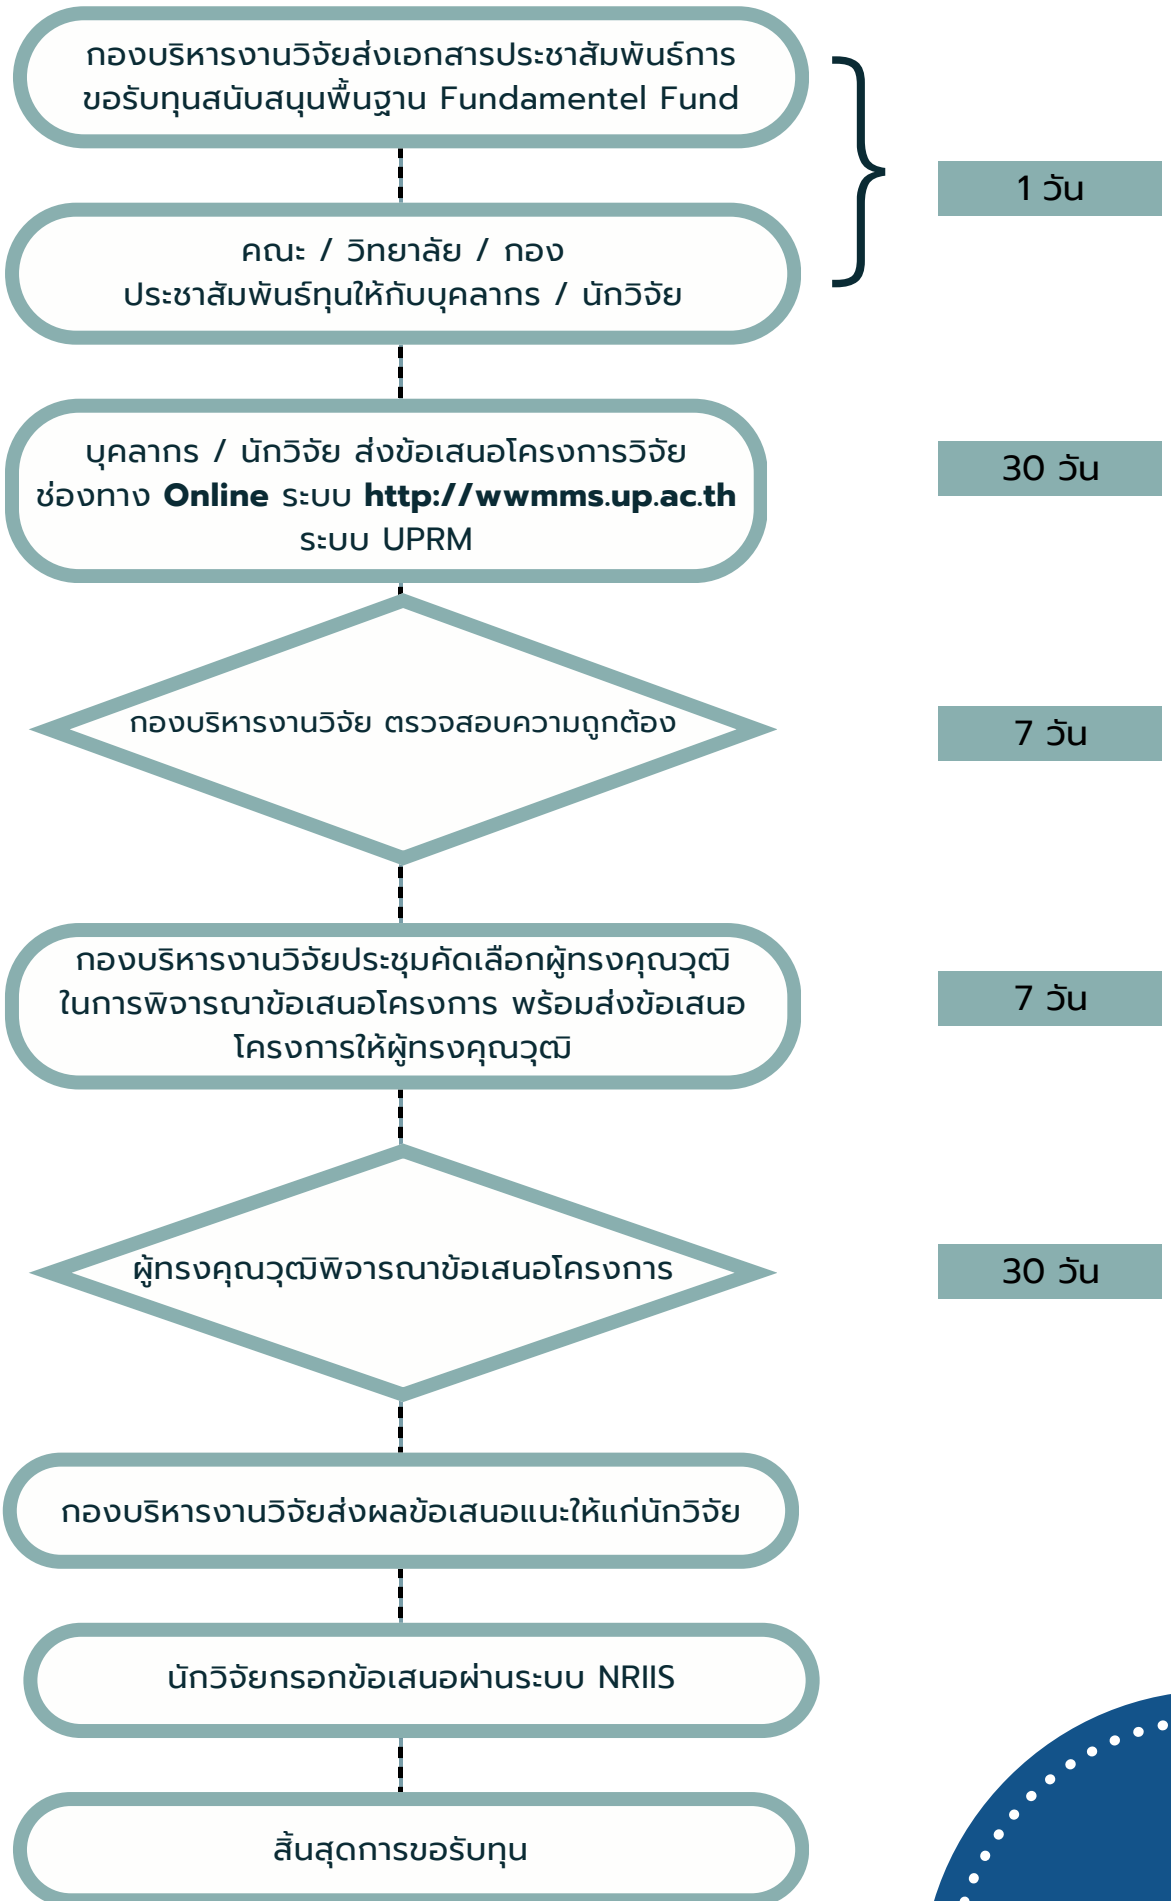 กองบริหารงานวิจัยส่งเอกสารประชาสัมพันธ์การ
ขอรับทุนสนับสนุนพื้นฐาน Fundamentel Fund
1 วัน
คณะ / วิทยาลัย / กอง
ประชาสัมพันธ์ทุนให้กับบุคลากร / นักวิจัย
บุคลากร / นักวิจัย ส่งข้อเสนอโครงการวิจัย
ช่องทาง Online ระบบ http://wwmms.up.ac.th
ระบบ UPRM
30 วัน
กองบริหารงานวิจัย ตรวจสอบความถูกต้อง
7 วัน
กองบริหารงานวิจัยประชุมคัดเลือกผู้ทรงคุณวุฒิ
ในการพิจารณาข้อเสนอโครงการ พร้อมส่งข้อเสนอ
โครงการให้ผู้ทรงคุณวุฒิ
7 วัน
ผู้ทรงคุณวุฒิพิจารณาข้อเสนอโครงการ
30 วัน
กองบริหารงานวิจัยส่งผลข้อเสนอแนะให้แก่นักวิจัย
นักวิจัยกรอกข้อเสนอผ่านระบบ NRIIS
สิ้นสุดการขอรับทุน